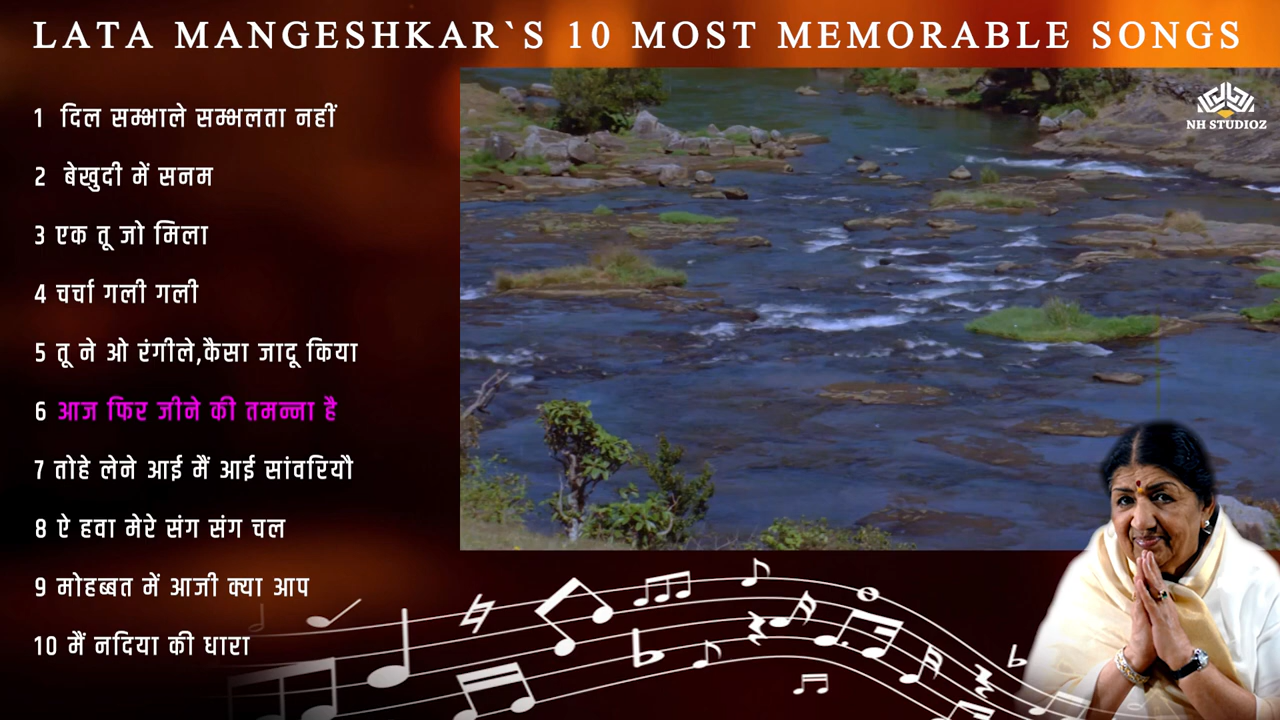 LATA MANGESHKAR`S 10 MOST MEMORABLE SONGS
NH STUDIOZ
1 दिल सम्भाले सम्भलता नहीं
2 बेखुदी में सनम
3 एक तू जो मिला
4 चर्चा गली गली
5 तू ने ओ रंगीले,कैसा जादू किया
6 आज फिर जीने की तमन्ना है
7 तोहे लेने आई मैं आई सांवरियौ
8 ऐ हवा मेरे संग संग चल
9 मोहब्बत में आजी क्या आप
10 मैं नदिया की धारा